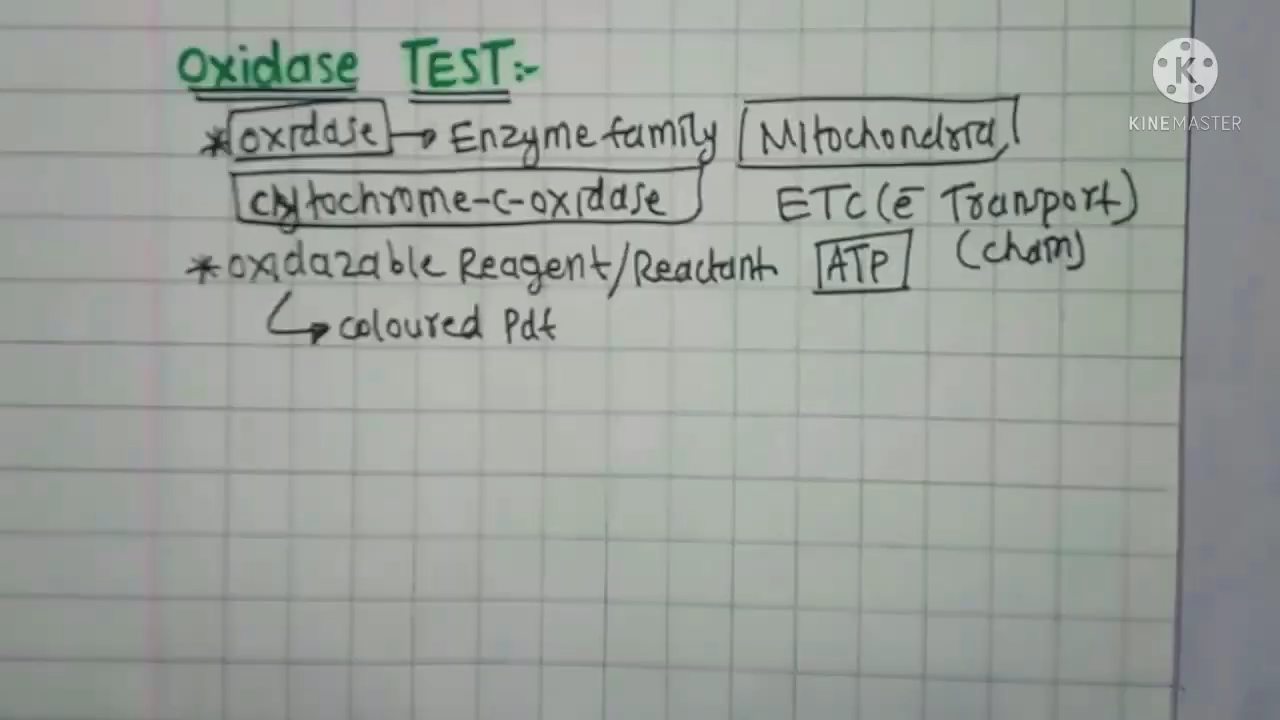 Oxidase TEST:-
* oxidase → Enzyme family Mitochondria
cytochrome-c-oxidase ETC (e̅ Transport)
* oxidazable Reagent/Reactant ATP (chain)
↳ coloured Pdt
K
KINEMASTER